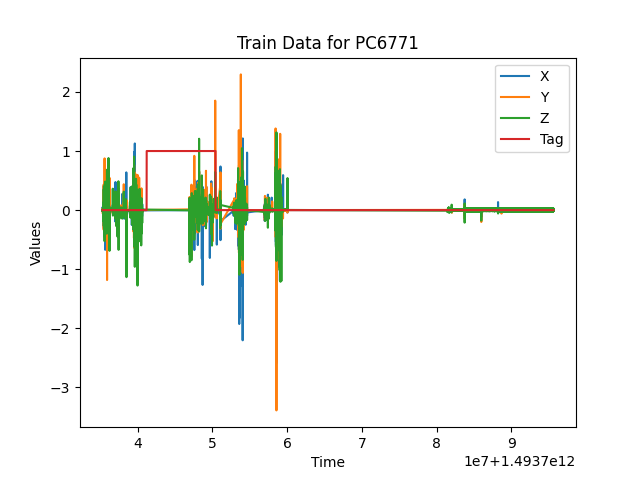 Train Data for PC6771
X
Y
Z
Tag
Values
2
1
0
−1
−2
−3
4 5 6 7 8 9
1e7+1.4937e12
Time